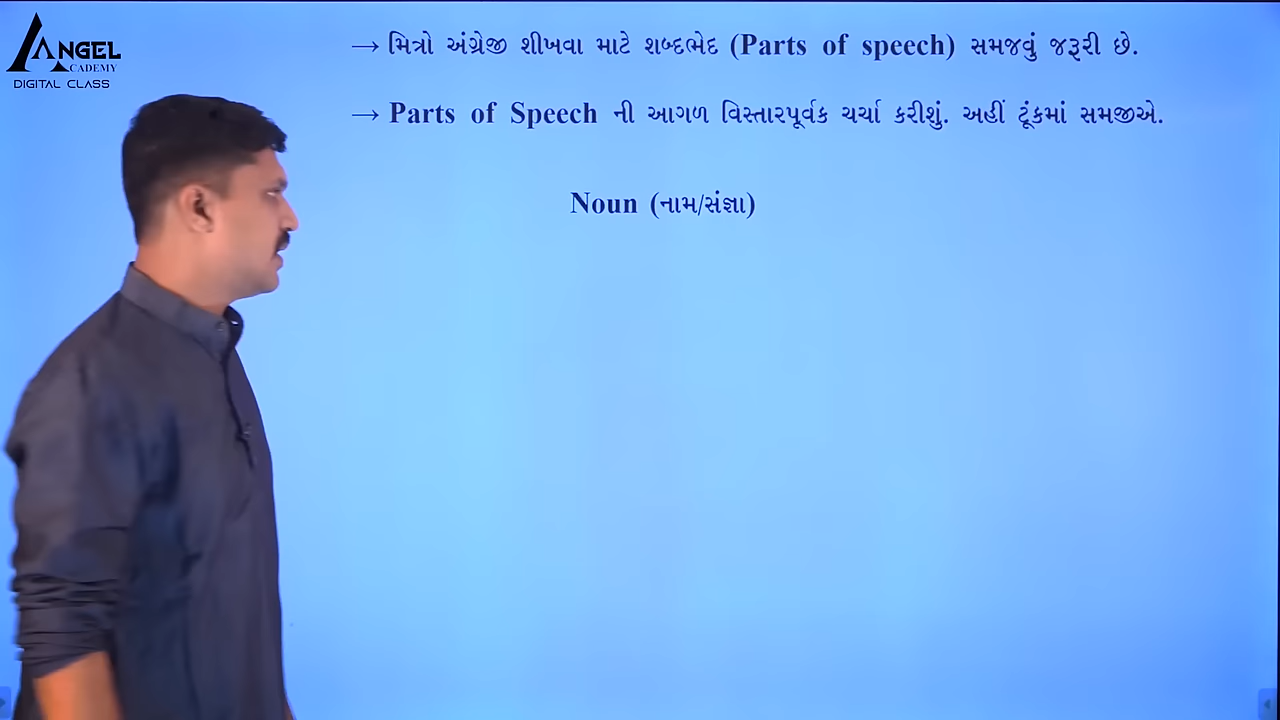 ANGEL
ACADEMY
DIGITAL CLASS
→ મિત્રો અંગ્રેજી શીખવા માટે શબ્દભેદ (Parts of speech) સમજવું જરૂરી છે.
→ Parts of Speech ની આગળ વિસ્તારપૂર્વક ચર્ચા કરીશું. અહીં ટૂંકમાં સમજીએ.
Noun (નામ/સંજ્ઞા)